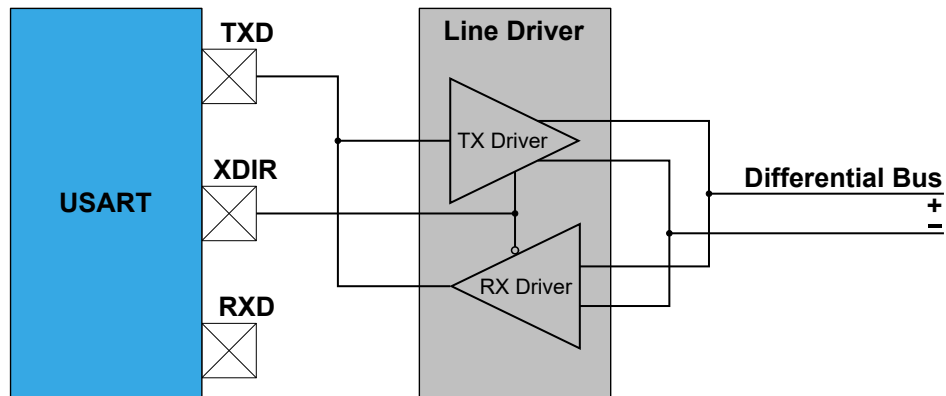 TXD
Line Driver
TX Driver
XDIR
USART
Differential Bus
+
−
RX Driver
RXD